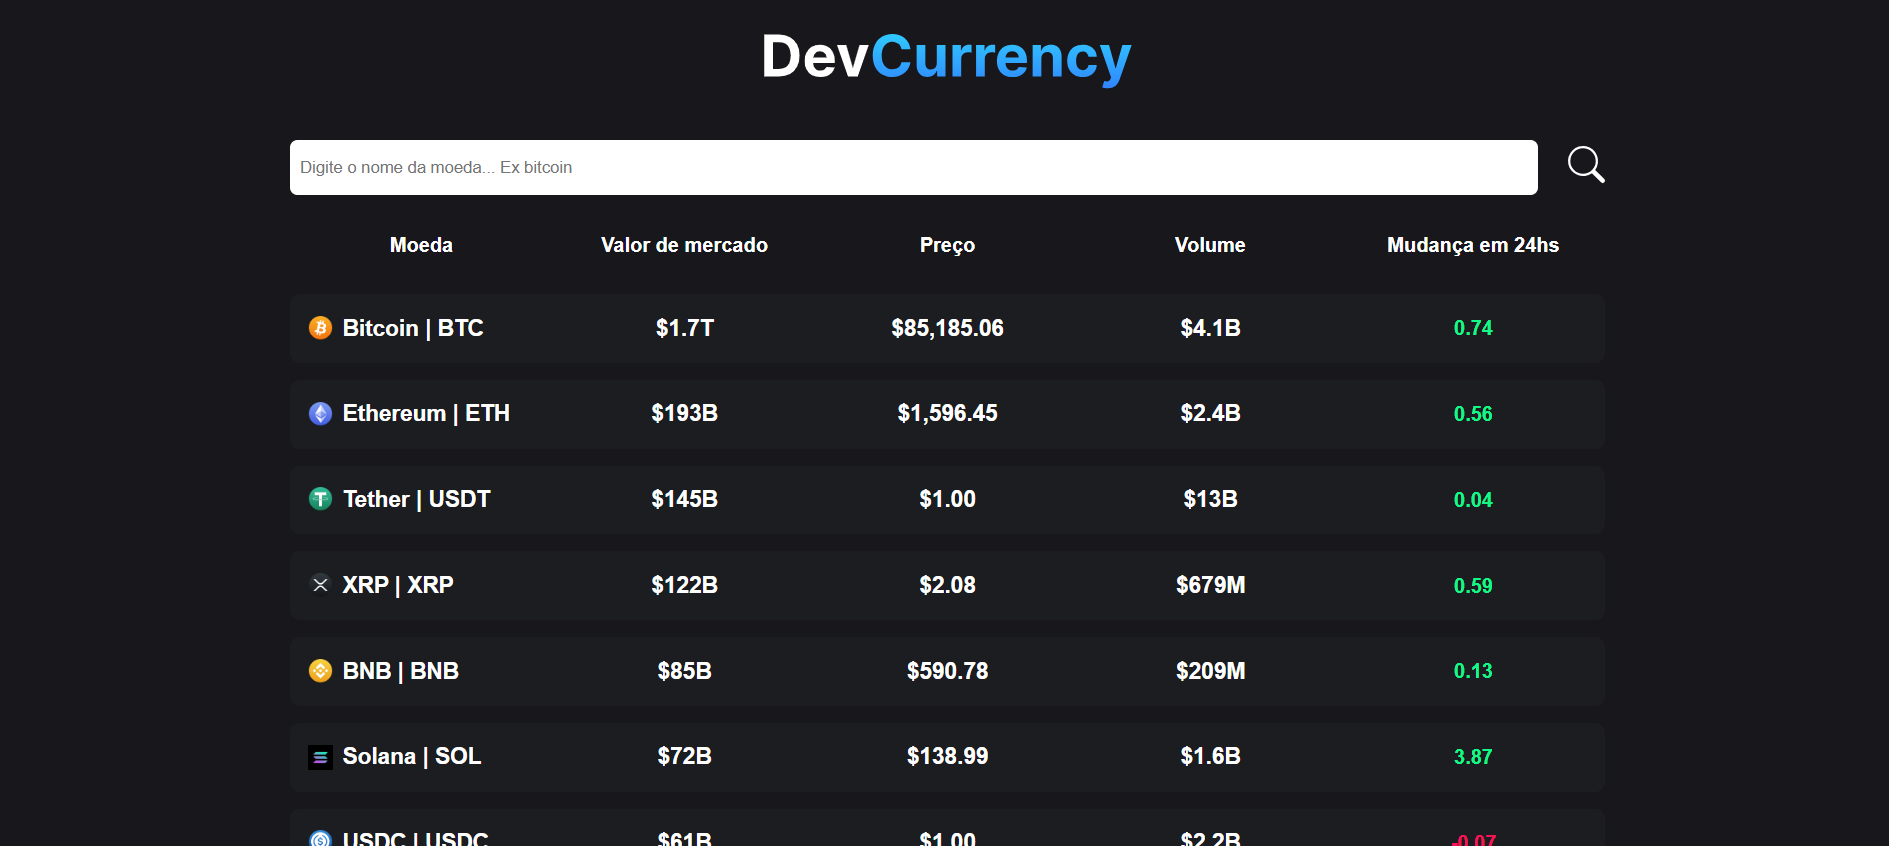 DevCurrency
Digite o nome da moeda... Ex bitcoin
Moeda Valor de mercado Preço Volume Mudança em 24hs
Bitcoin | BTC $1.7T $85,185.06 $4.1B 0.74
Ethereum | ETH $193B $1,596.45 $2.4B 0.56
Tether | USDT $145B $1.00 $13B 0.04
XRP | XRP $122B $2.08 $679M 0.59
BNB | BNB $85B $590.78 $209M 0.13
Solana | SOL $72B $138.99 $1.6B 3.87
USDC | USDC $61B $1.00 $2.2B -0.07